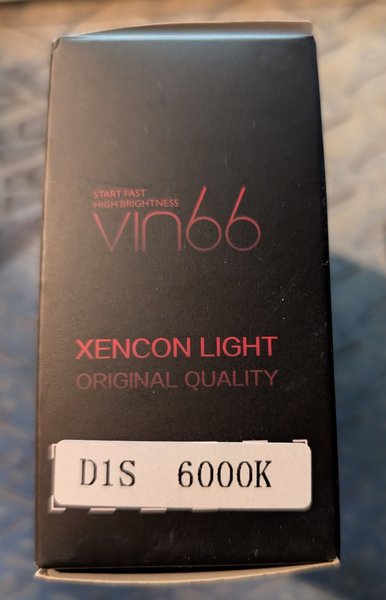 START FAST
HIGH BRIGHTNESS
VIN66
XENCON LIGHT
ORIGINAL QUALITY
D1S 6000K